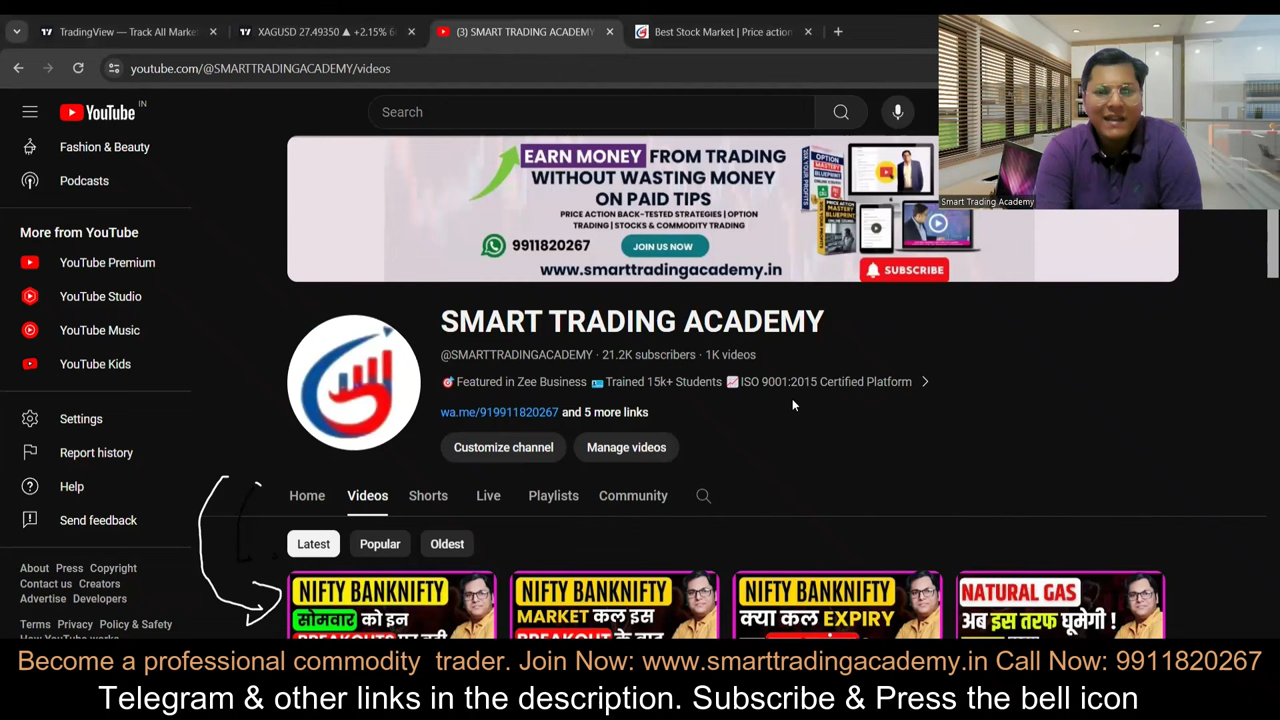 TradingView — Track All Marke
XAGUSD 27.49350 ▲ +2.15%
(3) SMART TRADING ACADEMY
Best Stock Market | Price action
youtube.com/@SMARTTRADINGACADEMY/videos
YouTube IN
Search
Fashion & Beauty
Podcasts
More from YouTube
YouTube Premium
YouTube Studio
YouTube Music
YouTube Kids
Settings
Report history
Help
Send feedback
About Press Copyright
Contact us Creators
Advertise Developers
Terms Privacy Policy & Safety
How YouTube works
EARN MONEY FROM TRADING
WITHOUT WASTING MONEY
ON PAID TIPS
PRICE ACTION BACK-TESTED STRATEGIES | OPTION
TRADING | STOCKS & COMMODITY TRADING
9911820267 JOIN US NOW
www.smarttradingacademy.in
SUBSCRIBE
Smart Trading Academy
SMART TRADING ACADEMY
@SMARTTRADINGACADEMY · 21.2K subscribers · 1K videos
Featured in Zee Business Trained 15k+ Students ISO 9001:2015 Certified Platform
wa.me/919911820267 and 5 more links
Customize channel Manage videos
Home Videos Shorts Live Playlists Community
Latest Popular Oldest
NIFTY BANKNIFTY
सोमवार को इन
NIFTY BANKNIFTY
MARKET कल इस
BREAKOUT के बाद
NIFTY BANKNIFTY
क्या कल EXPIRY
NATURAL GAS
अब इस तरफ घूमेगी !
Become a professional commodity trader. Join Now: www.smarttradingacademy.in Call Now: 9911820267
Telegram & other links in the description. Subscribe & Press the bell icon